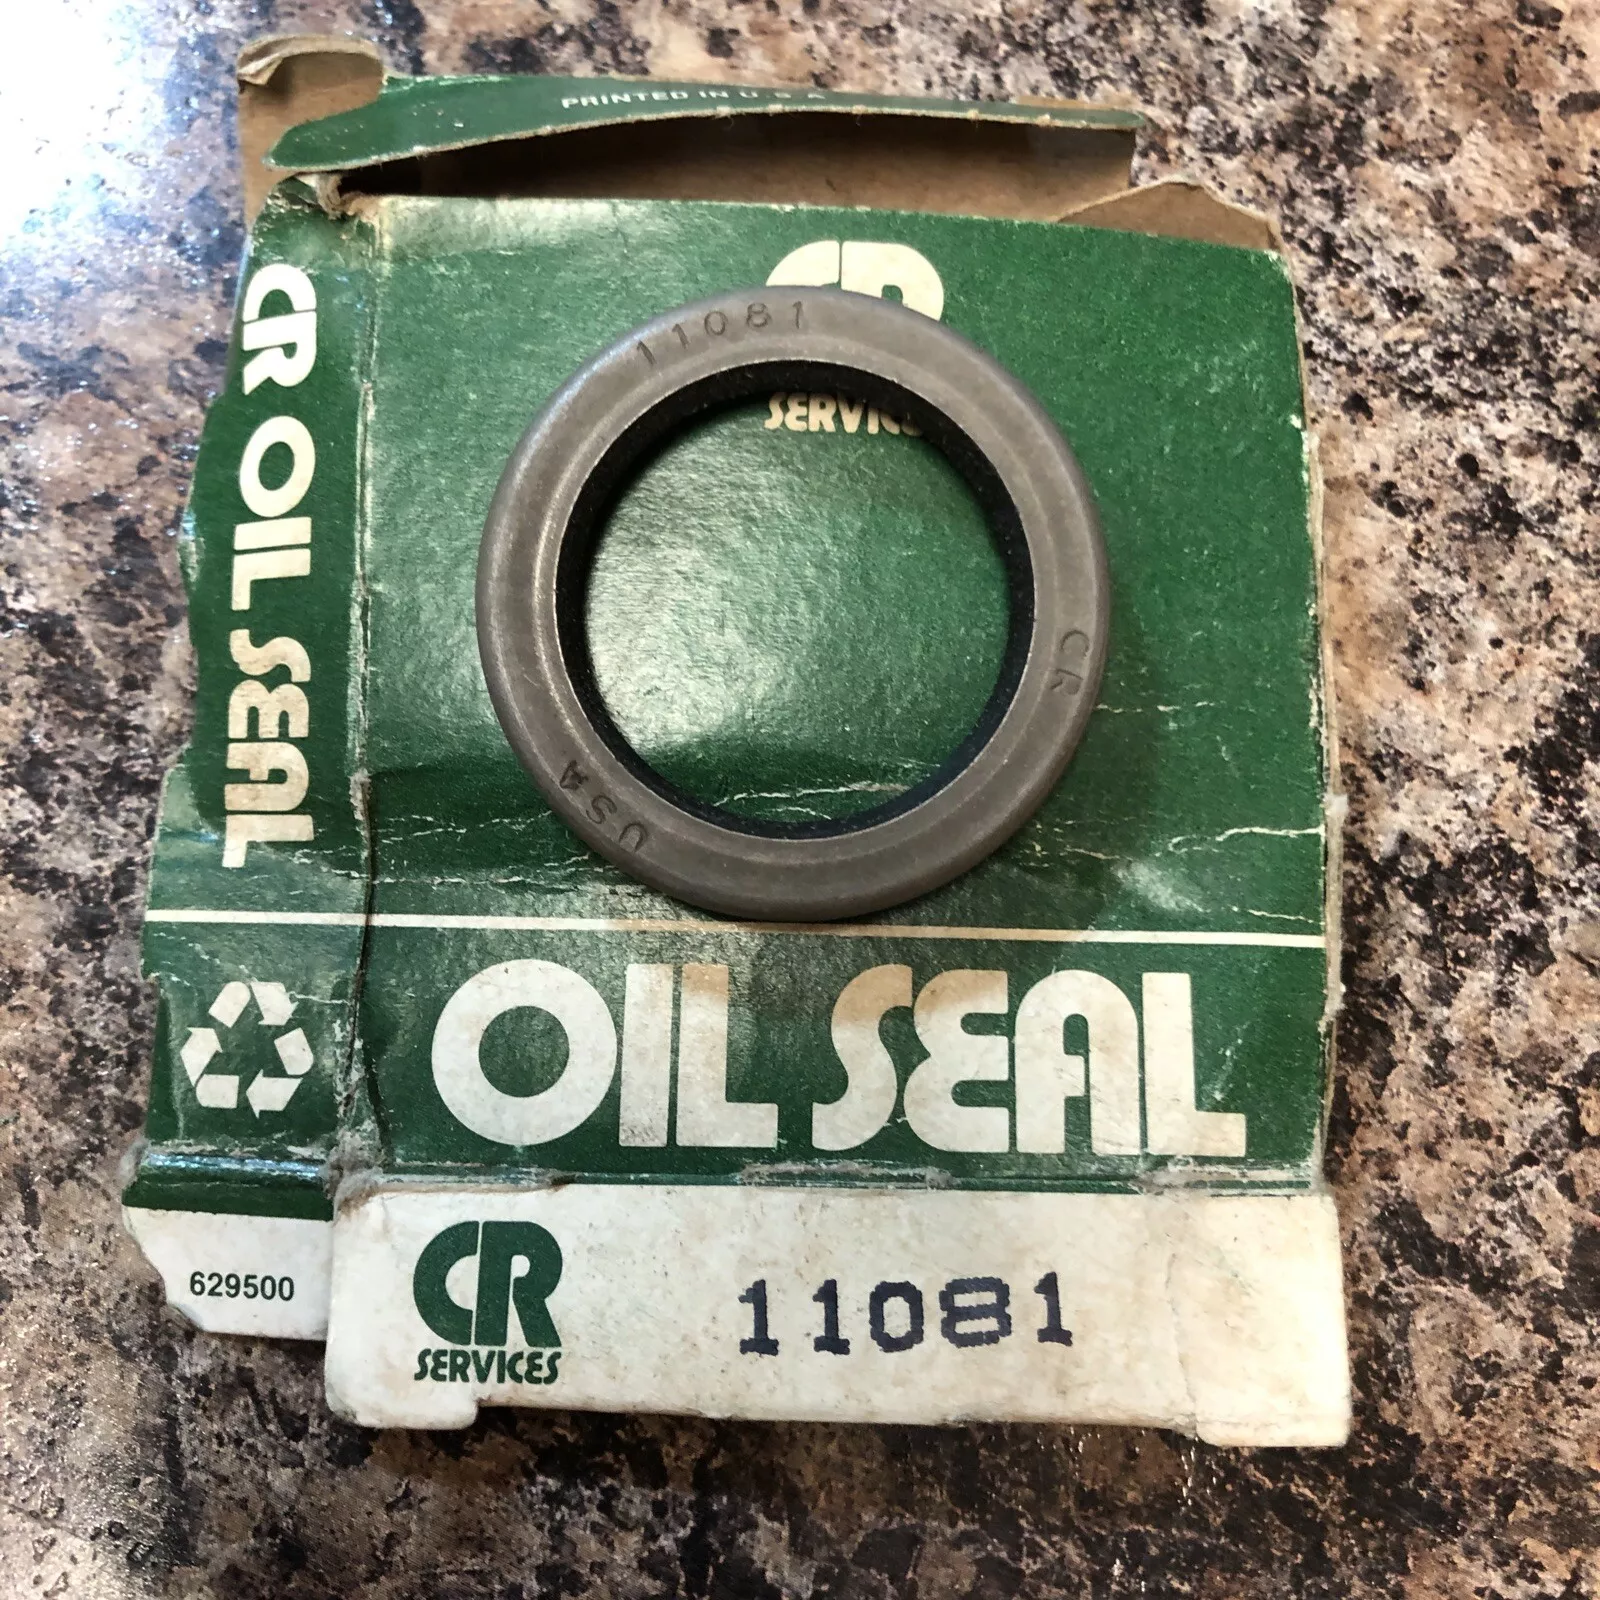 PRINTED IN U.S.A
CR
SERVICES
11081
CR
USA
CR OIL SEAL
OIL SEAL
629500
CR
SERVICES
11081